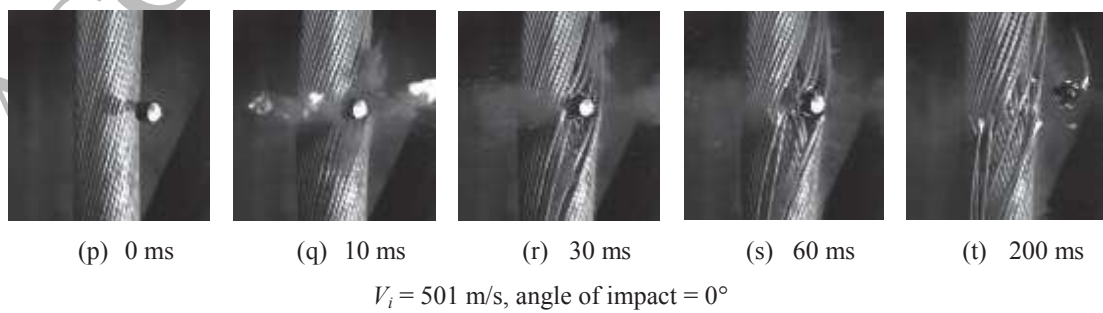 (p) 0 ms (q) 10 ms (r) 30 ms (s) 60 ms (t) 200 ms
V_i = 501 m/s, angle of impact = 0°